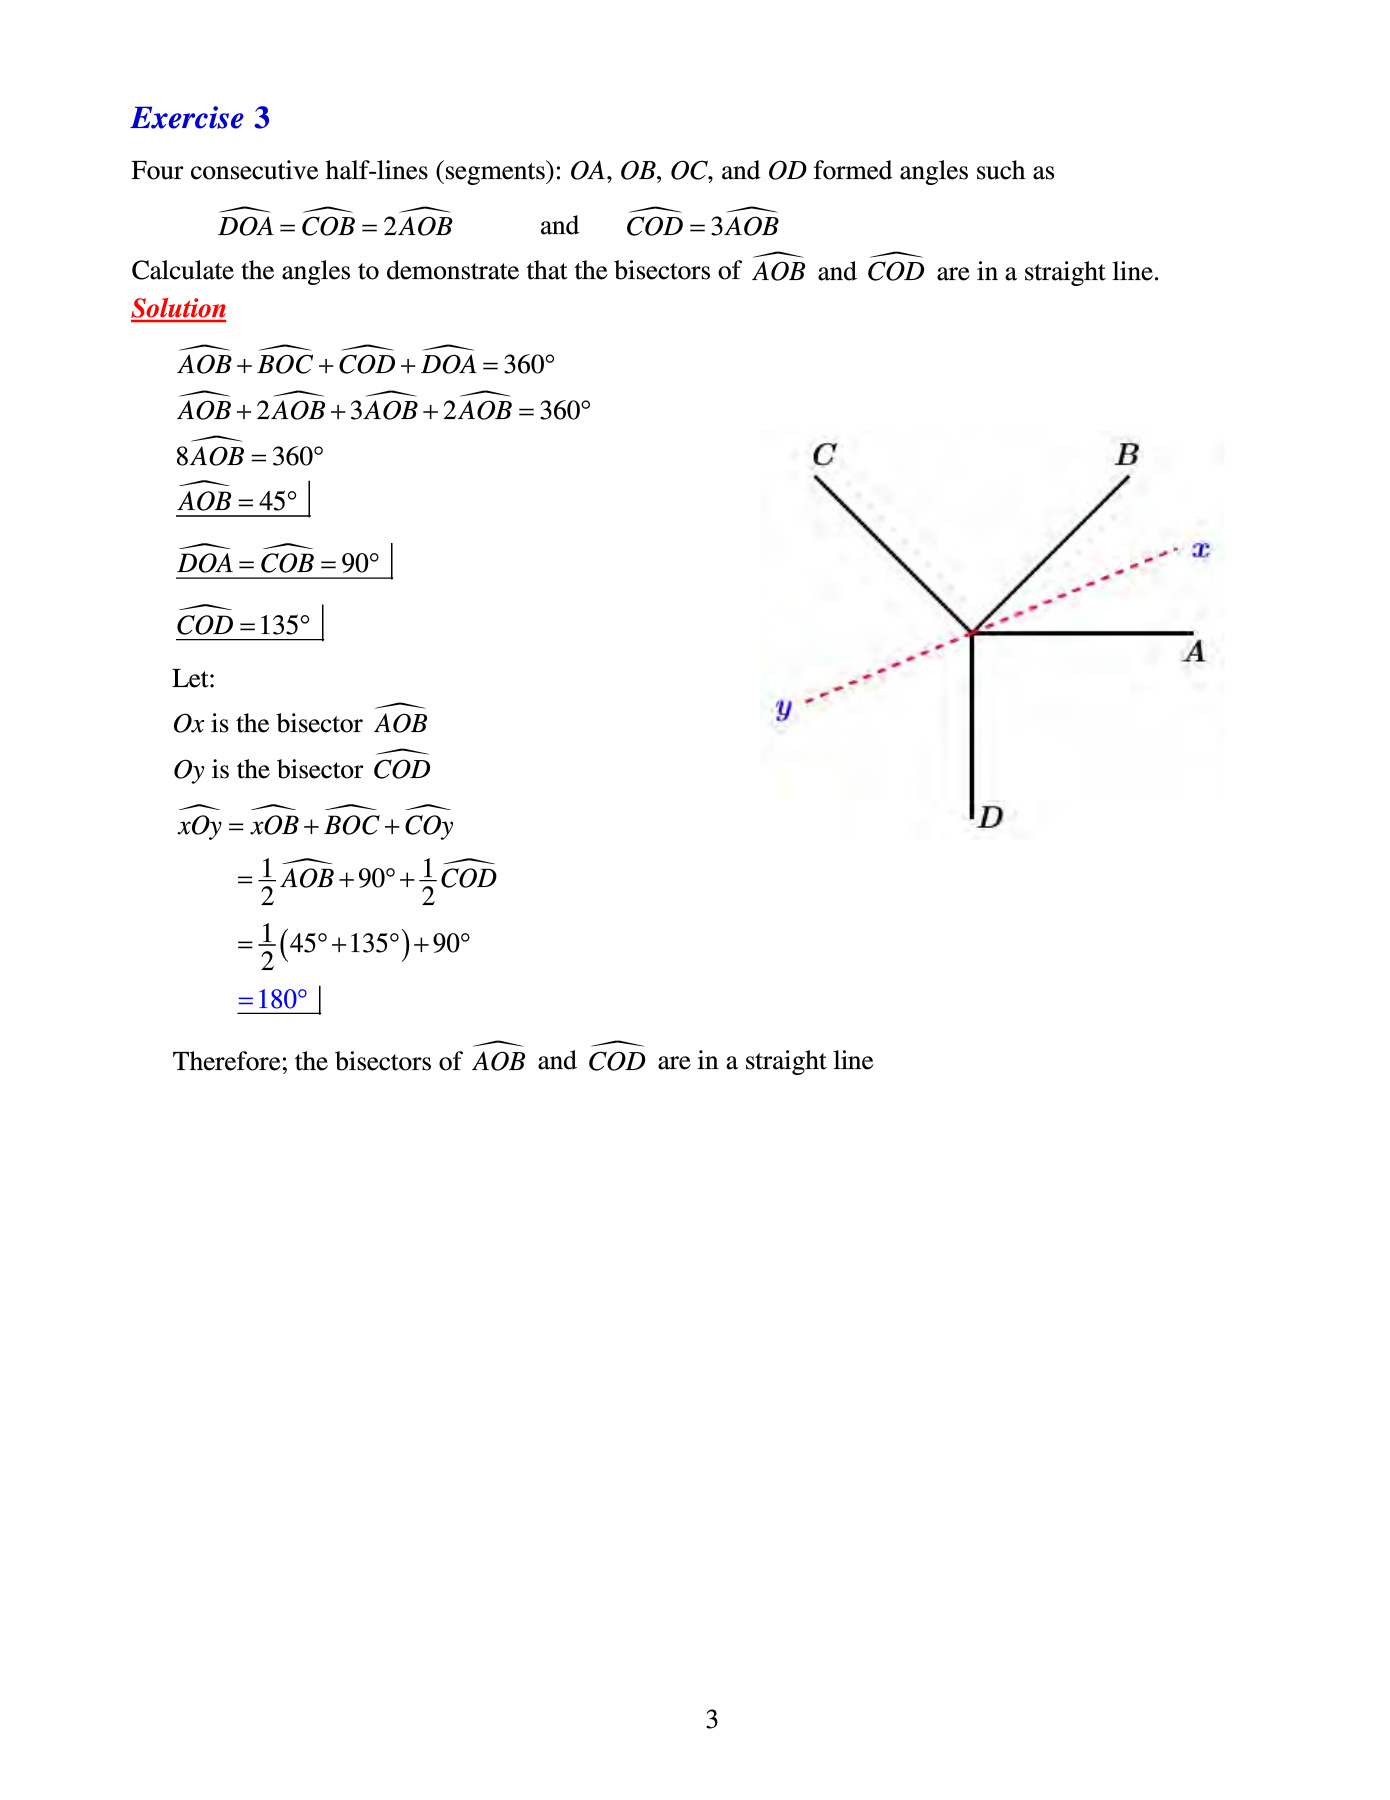 Exercise 3
Four consecutive half-lines (segments): OA, OB, OC, and OD formed angles such as
\widehat{DOA} = \widehat{COB} = 2\widehat{AOB} and \widehat{COD} = 3\widehat{AOB}
Calculate the angles to demonstrate that the bisectors of \widehat{AOB} and \widehat{COD} are in a straight line.
Solution
\widehat{AOB} + \widehat{BOC} + \widehat{COD} + \widehat{DOA} = 360°
\widehat{AOB} + 2\widehat{AOB} + 3\widehat{AOB} + 2\widehat{AOB} = 360°
8\widehat{AOB} = 360°
\widehat{AOB} = 45°
\widehat{DOA} = \widehat{COB} = 90°
\widehat{COD} = 135°
Let:
Ox is the bisector \widehat{AOB}
Oy is the bisector \widehat{COD}
\widehat{xOy} = \widehat{xOB} + \widehat{BOC} + \widehat{COy}
= \frac{1}{2}\widehat{AOB} + 90° + \frac{1}{2}\widehat{COD}
= \frac{1}{2}(45° + 135°) + 90°
= 180°
Therefore; the bisectors of \widehat{AOB} and \widehat{COD} are in a straight line
C
B
x
A
y
D
3